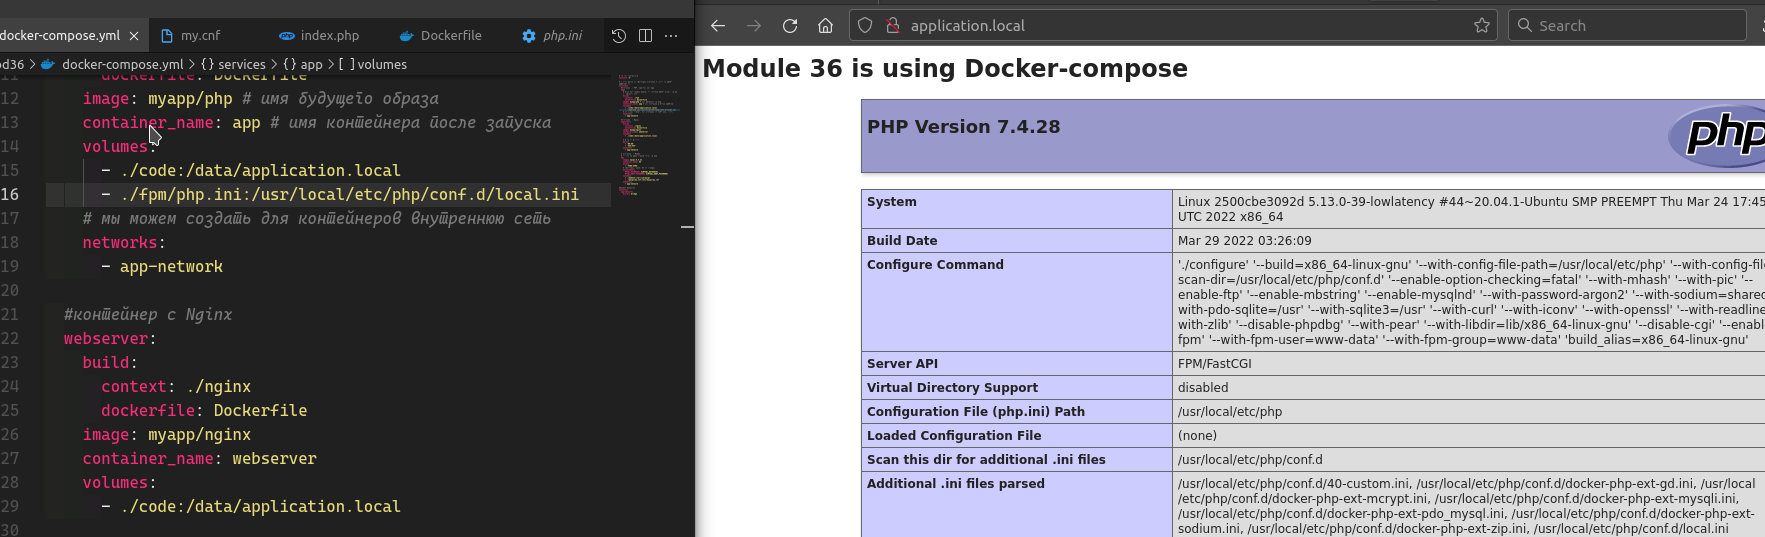 docker-compose.yml
my.cnf
index.php
Dockerfile
php.ini
od36 > docker-compose.yml > {} services > {} app > [ ] volumes
11 dockerfile: Dockerfile
12 image: myapp/php # имя будущего образа
13 container_name: app # имя контейнера после запуска
14 volumes:
15 - ./code:/data/application.local
16 - ./fpm/php.ini:/usr/local/etc/php/conf.d/local.ini
17 # мы можем создать для контейнеров внутреннюю сеть
18 networks:
19 - app-network
20
21 #контейнер с Nginx
22 webserver:
23 build:
24 context: ./nginx
25 dockerfile: Dockerfile
26 image: myapp/nginx
27 container_name: webserver
28 volumes:
29 - ./code:/data/application.local
30
application.local
Search
Module 36 is using Docker-compose
PHP Version 7.4.28
php
System
Linux 2500cbe3092d 5.13.0-39-lowlatency #44~20.04.1-Ubuntu SMP PREEMPT Thu Mar 24 17:45
UTC 2022 x86_64
Build Date
Mar 29 2022 03:26:09
Configure Command
'./configure' '--build=x86_64-linux-gnu' '--with-config-file-path=/usr/local/etc/php' '--with-config-fil
scan-dir=/usr/local/etc/php/conf.d' '--enable-option-checking=fatal' '--with-mhash' '--with-pic' '--
enable-ftp' '--enable-mbstring' '--enable-mysqlnd' '--with-password-argon2' '--with-sodium=shared
with-pdo-sqlite=/usr' '--with-sqlite3=/usr' '--with-curl' '--with-iconv' '--with-openssl' '--with-readline
with-zlib' '--disable-phpdbg' '--with-pear' '--with-libdir=lib/x86_64-linux-gnu' '--disable-cgi' '--enabl
fpm' '--with-fpm-user=www-data' '--with-fpm-group=www-data' 'build_alias=x86_64-linux-gnu'
Server API
FPM/FastCGI
Virtual Directory Support
disabled
Configuration File (php.ini) Path
/usr/local/etc/php
Loaded Configuration File
(none)
Scan this dir for additional .ini files
/usr/local/etc/php/conf.d
Additional .ini files parsed
/usr/local/etc/php/conf.d/40-custom.ini, /usr/local/etc/php/conf.d/docker-php-ext-gd.ini, /usr/local
/etc/php/conf.d/docker-php-ext-mcrypt.ini, /usr/local/etc/php/conf.d/docker-php-ext-mysqli.ini,
/usr/local/etc/php/conf.d/docker-php-ext-pdo_mysql.ini, /usr/local/etc/php/conf.d/docker-php-ext-
sodium.ini, /usr/local/etc/php/conf.d/docker-php-ext-zip.ini, /usr/local/etc/php/conf.d/local.ini